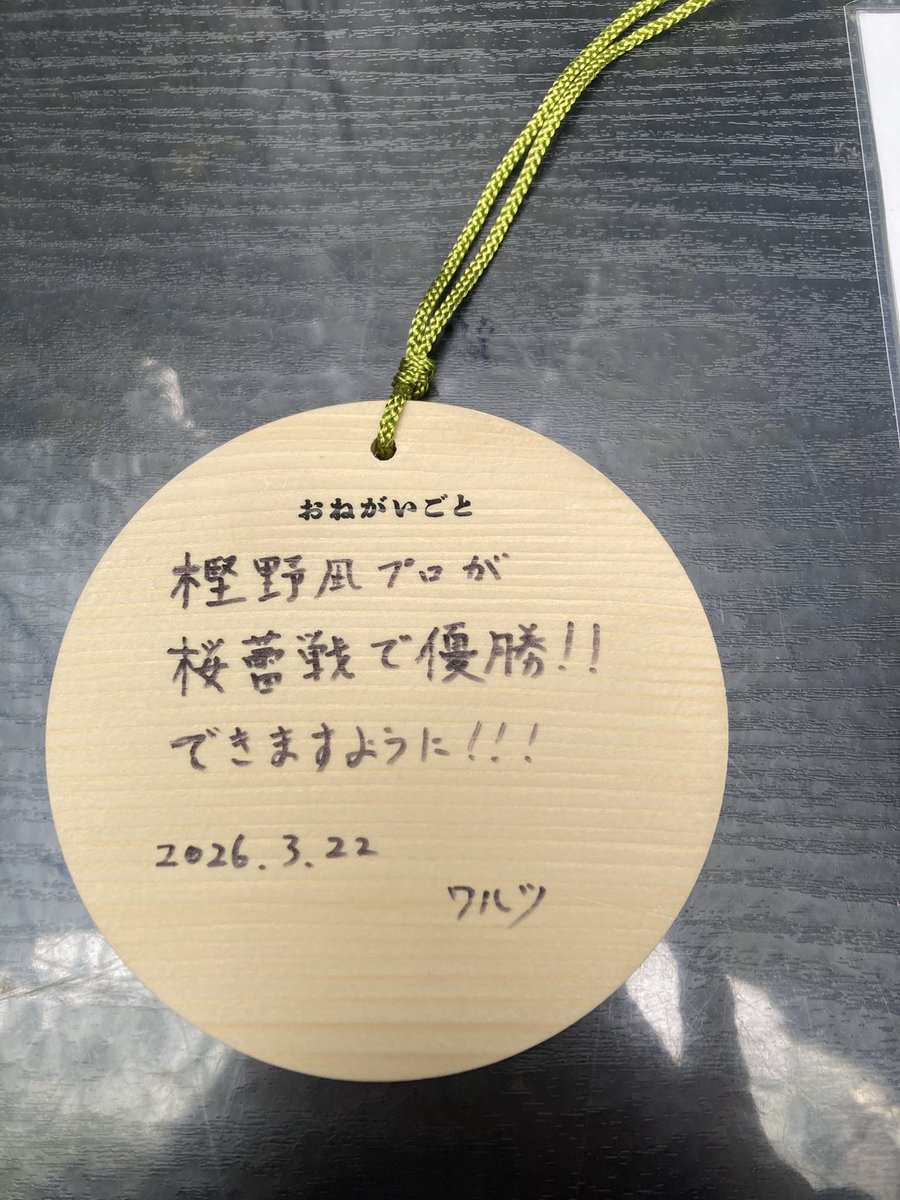 おねがいごと
樫野凪プロが
桜蕾戦で優勝!!
できますように!!!
2026.3.22
ワルツ